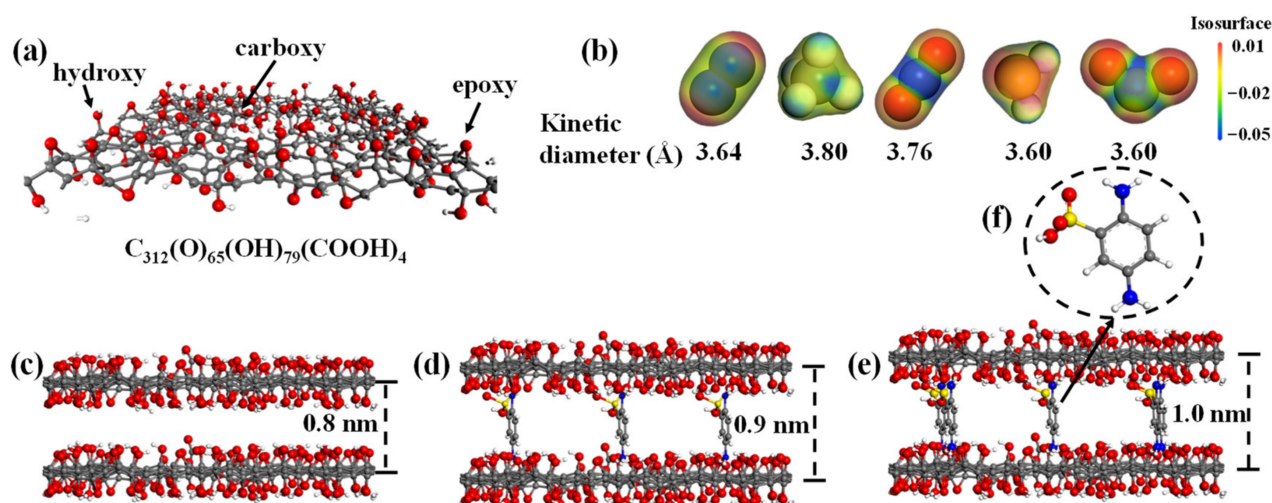 (a)
carboxy
hydroxy
epoxy
C₃₁₂(O)₆₅(OH)₇₉(COOH)₄
(b)
Isosurface
0.01
−0.02
−0.05
Kinetic
diameter (Å)
3.64 3.80 3.76 3.60 3.60
(f)
(c)
0.8 nm
(d)
0.9 nm
(e)
1.0 nm